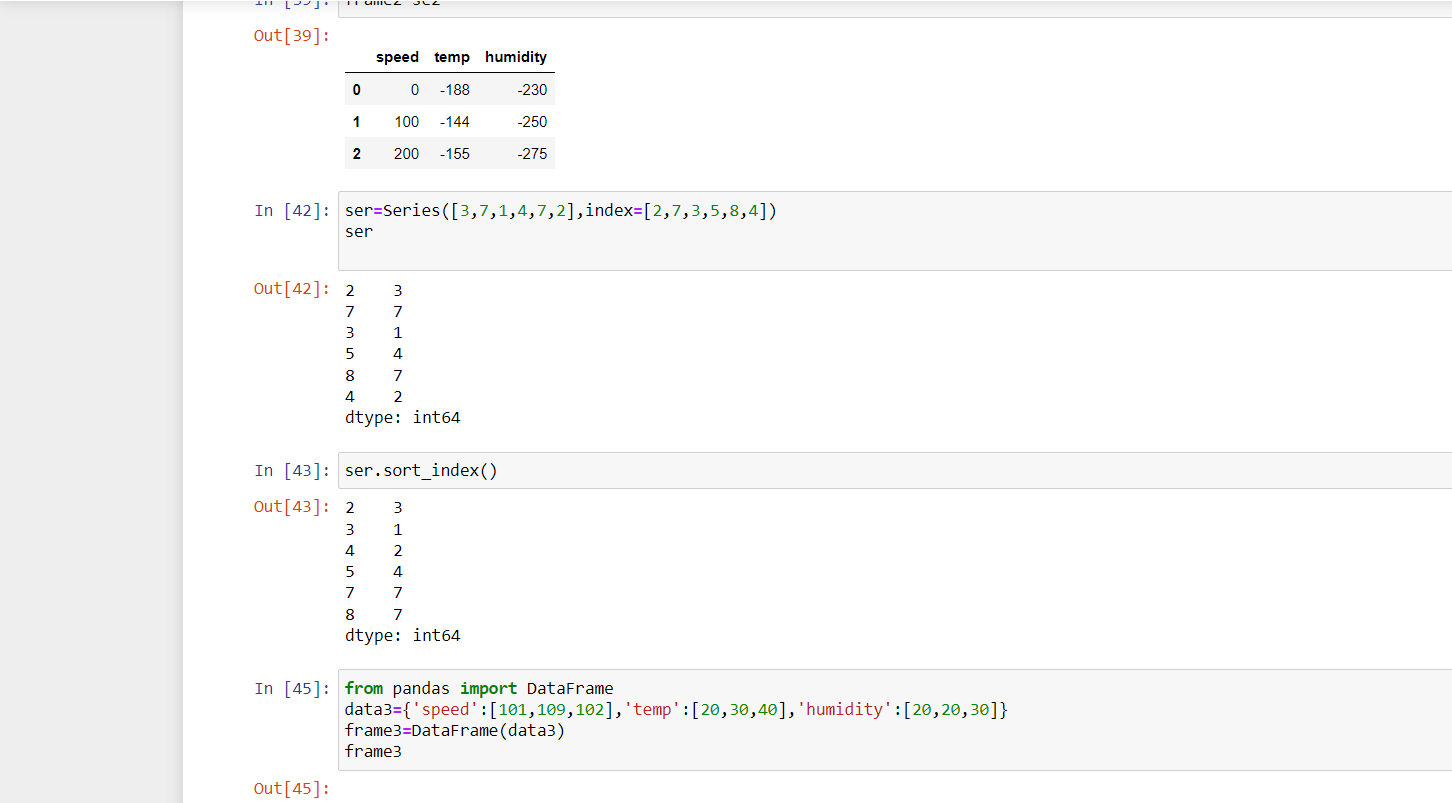 In [39]: frame2-se2
Out[39]:
speed temp humidity
0 0 -188 -230
1 100 -144 -250
2 200 -155 -275
In [42]: ser=Series([3,7,1,4,7,2],index=[2,7,3,5,8,4])
ser
Out[42]: 2 3
7 7
3 1
5 4
8 7
4 2
dtype: int64
In [43]: ser.sort_index()
Out[43]: 2 3
3 1
4 2
5 4
7 7
8 7
dtype: int64
In [45]: from pandas import DataFrame
data3={'speed':[101,109,102],'temp':[20,30,40],'humidity':[20,20,30]}
frame3=DataFrame(data3)
frame3
Out[45]: